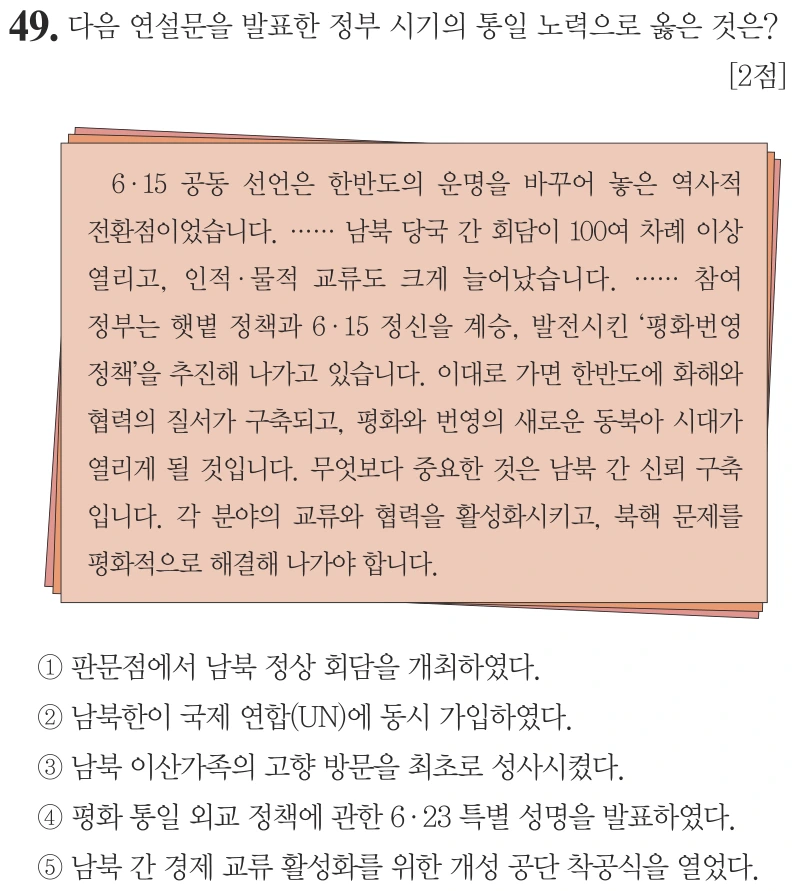 49. 다음 연설문을 발표한 정부 시기의 통일 노력으로 옳은 것은?
[2점]
6·15 공동 선언은 한반도의 운명을 바꾸어 놓은 역사적
전환점이었습니다. …… 남북 당국 간 회담이 100여 차례 이상
열리고, 인적·물적 교류도 크게 늘어났습니다. …… 참여
정부는 햇볕 정책과 6·15 정신을 계승, 발전시킨 ‘평화번영
정책’을 추진해 나가고 있습니다. 이대로 가면 한반도에 화해와
협력의 질서가 구축되고, 평화와 번영의 새로운 동북아 시대가
열리게 될 것입니다. 무엇보다 중요한 것은 남북 간 신뢰 구축
입니다. 각 분야의 교류와 협력을 활성화시키고, 북핵 문제를
평화적으로 해결해 나가야 합니다.
① 판문점에서 남북 정상 회담을 개최하였다.
② 남북한이 국제 연합(UN)에 동시 가입하였다.
③ 남북 이산가족의 고향 방문을 최초로 성사시켰다.
④ 평화 통일 외교 정책에 관한 6·23 특별 성명을 발표하였다.
⑤ 남북 간 경제 교류 활성화를 위한 개성 공단 착공식을 열었다.